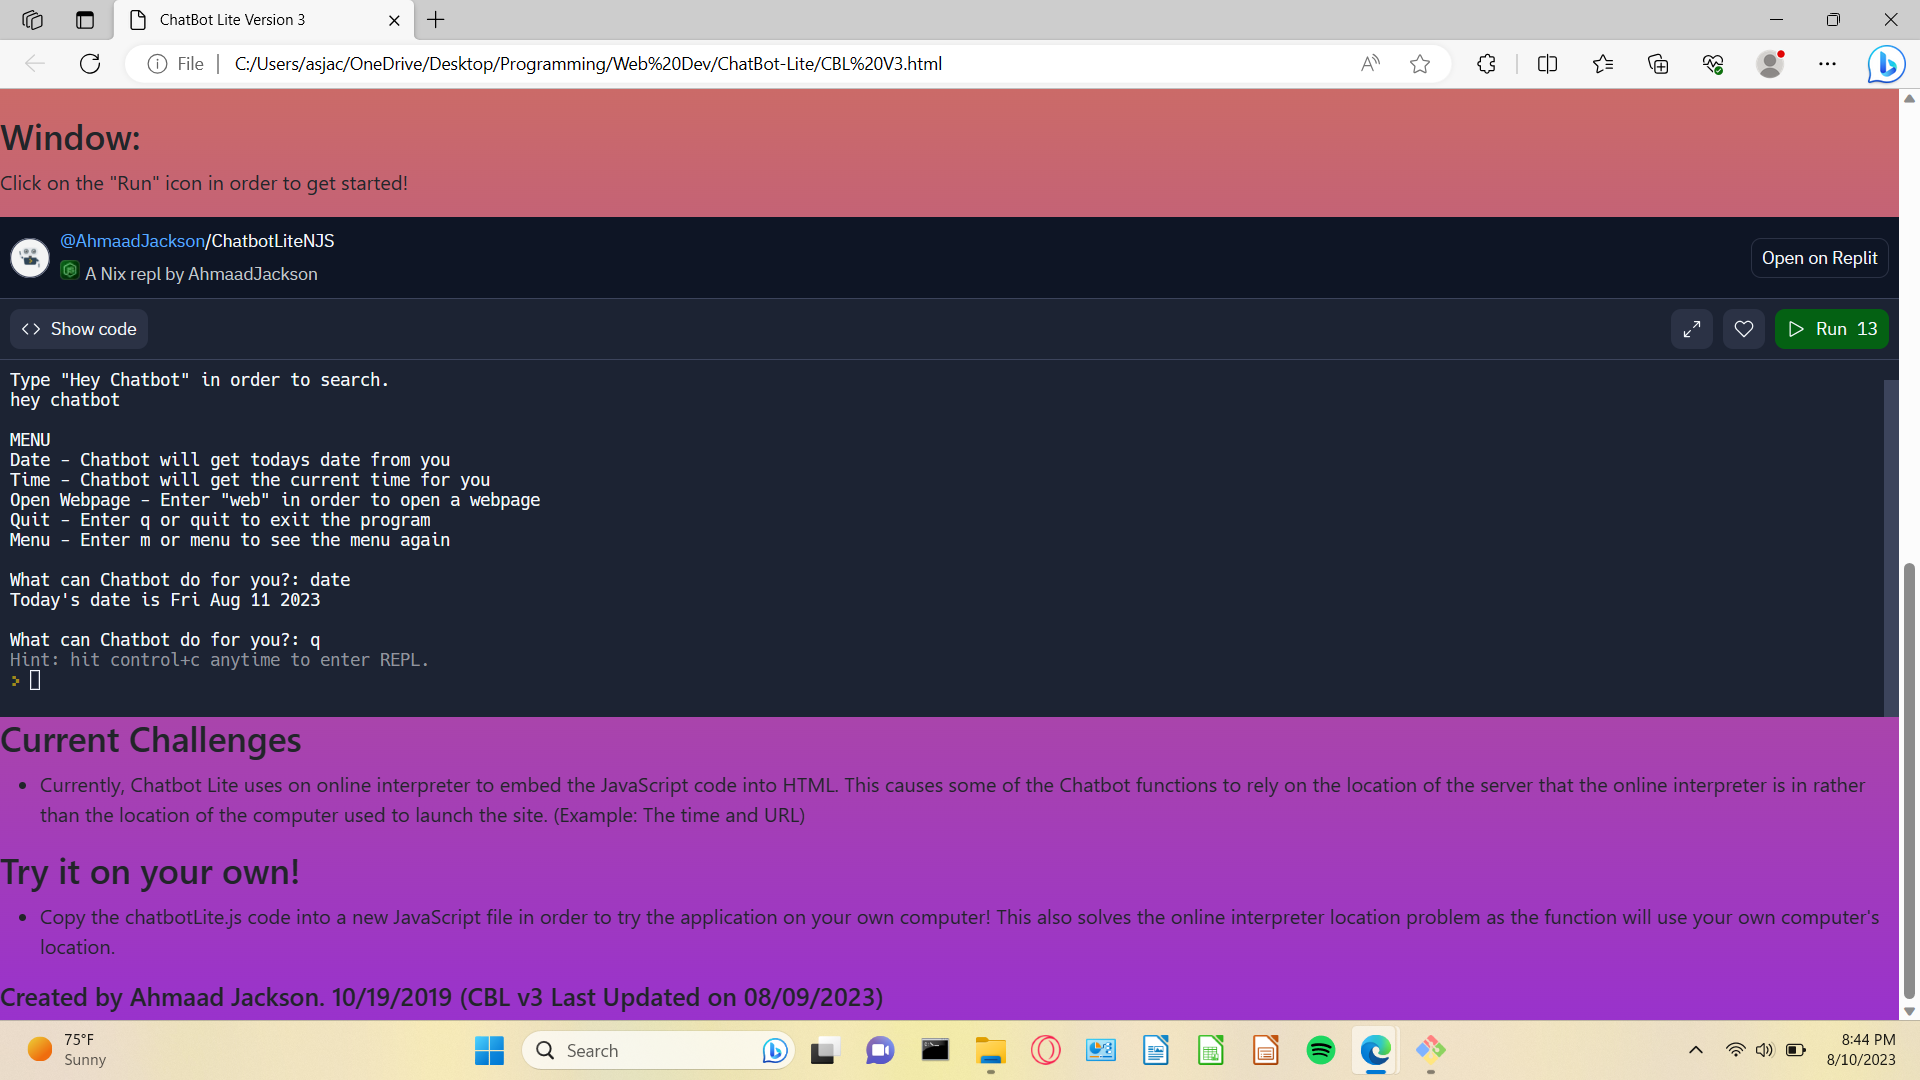 ChatBot Lite Version 3
File
C:/Users/asjac/OneDrive/Desktop/Programming/Web%20Dev/ChatBot-Lite/CBL%20V3.html
Window:
Click on the "Run" icon in order to get started!
@AhmaadJackson/ChatbotLiteNJS
A Nix repl by AhmaadJackson
Open on Replit
Show code
Run 13
Type "Hey Chatbot" in order to search.
hey chatbot
MENU
Date - Chatbot will get todays date from you
Time - Chatbot will get the current time for you
Open Webpage - Enter "web" in order to open a webpage
Quit - Enter q or quit to exit the program
Menu - Enter m or menu to see the menu again
What can Chatbot do for you?: date
Today's date is Fri Aug 11 2023
What can Chatbot do for you?: q
Hint: hit control+c anytime to enter REPL.
>
Current Challenges
• Currently, Chatbot Lite uses on online interpreter to embed the JavaScript code into HTML. This causes some of the Chatbot functions to rely on the location of the server that the online interpreter is in rather
than the location of the computer used to launch the site. (Example: The time and URL)
Try it on your own!
• Copy the chatbotLite.js code into a new JavaScript file in order to try the application on your own computer! This also solves the online interpreter location problem as the function will use your own computer's
location.
Created by Ahmaad Jackson. 10/19/2019 (CBL v3 Last Updated on 08/09/2023)
75°F
Sunny
Search
8:44 PM
8/10/2023